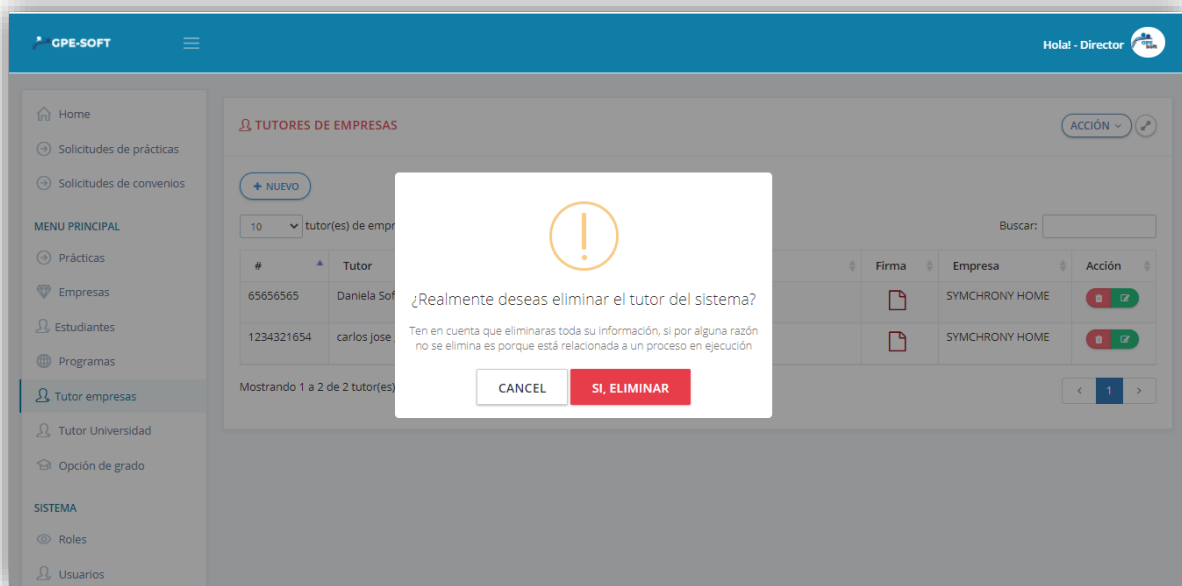 GPE-SOFT
Hola! - Director
Home
Solicitudes de prácticas
Solicitudes de convenios
MENU PRINCIPAL
Prácticas
Empresas
Estudiantes
Programas
Tutor empresas
Tutor Universidad
Opción de grado
SISTEMA
Roles
Usuarios
TUTORES DE EMPRESAS
ACCIÓN
+ NUEVO
10 tutor(es) de empr
Buscar:
# Tutor Firma Empresa Acción
65656565 Daniela Sof SYMCHRONY HOME
1234321654 carlos jose SYMCHRONY HOME
Mostrando 1 a 2 de 2 tutor(es)
< 1 >
¿Realmente deseas eliminar el tutor del sistema?
Ten en cuenta que eliminaras toda su información, si por alguna razón
no se elimina es porque está relacionada a un proceso en ejecución
CANCEL
SI, ELIMINAR